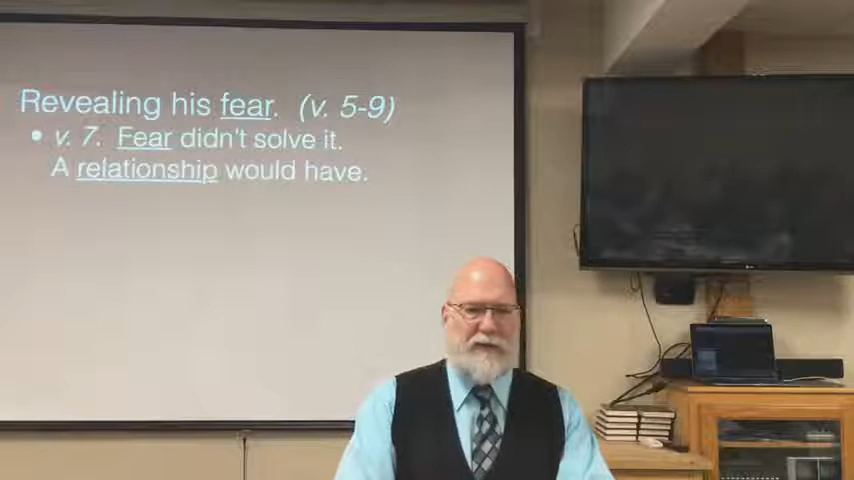 Revealing his fear. (v. 5-9)
• v. 7. Fear didn't solve it.
A relationship would have.